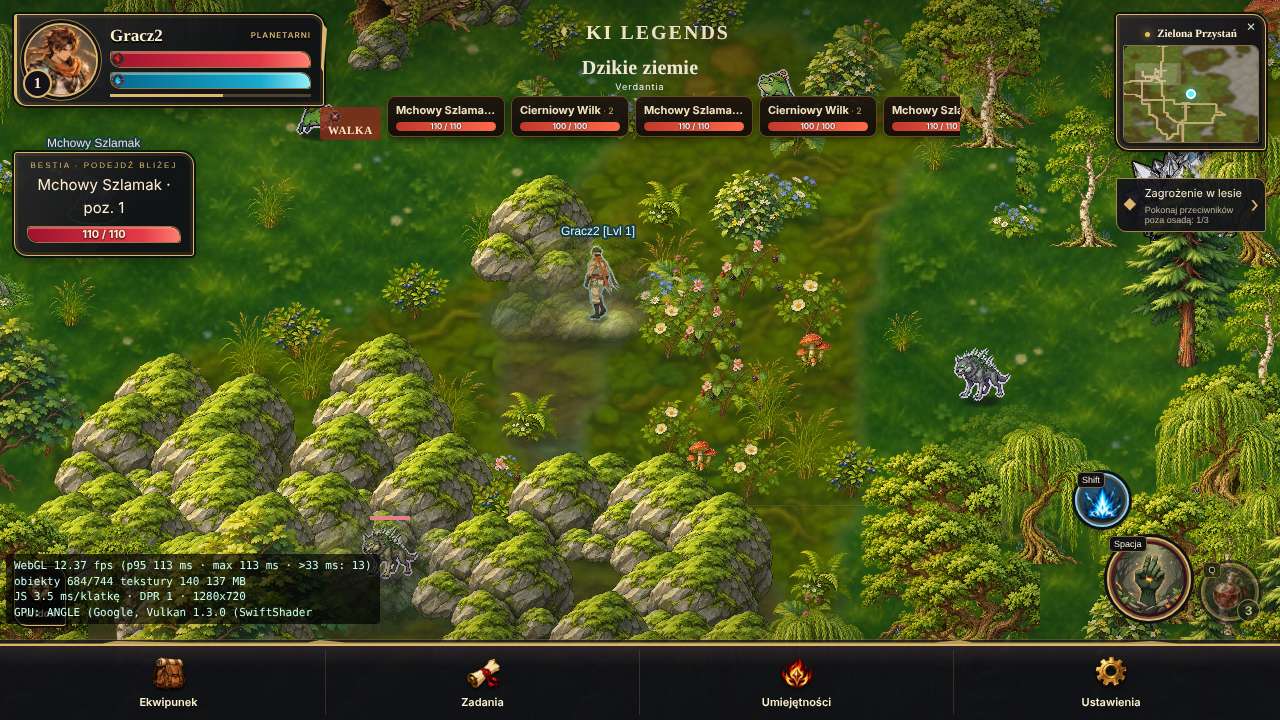 Gracz2
PLANETARNI
1
KI LEGENDS
Dzikie ziemie
Verdantia
Zielona Przystań
×
WALKA
Mchowy Szlama…
110 / 110
Cierniowy Wilk · 2
100 / 100
Mchowy Szlama…
110 / 110
Cierniowy Wilk · 2
100 / 100
Mchowy Szla
110 / 110
Mchowy Szlamak
BESTIA · PODEJDŹ BLIŻEJ
Mchowy Szlamak ·
poz. 1
110 / 110
Zagrożenie w lesie
Pokonaj przeciwników
poza osadą: 1/3
Gracz2 [Lvl 1]
Shift
Spacja
Q
3
WebGL 12.37 fps (p95 113 ms · max 113 ms · >33 ms: 13)
obiekty 684/744 tekstury 140 137 MB
JS 3.5 ms/klatkę · DPR 1 · 1280x720
GPU: ANGLE (Google, Vulkan 1.3.0 (SwiftShader
Ekwipunek
Zadania
Umiejętności
Ustawienia